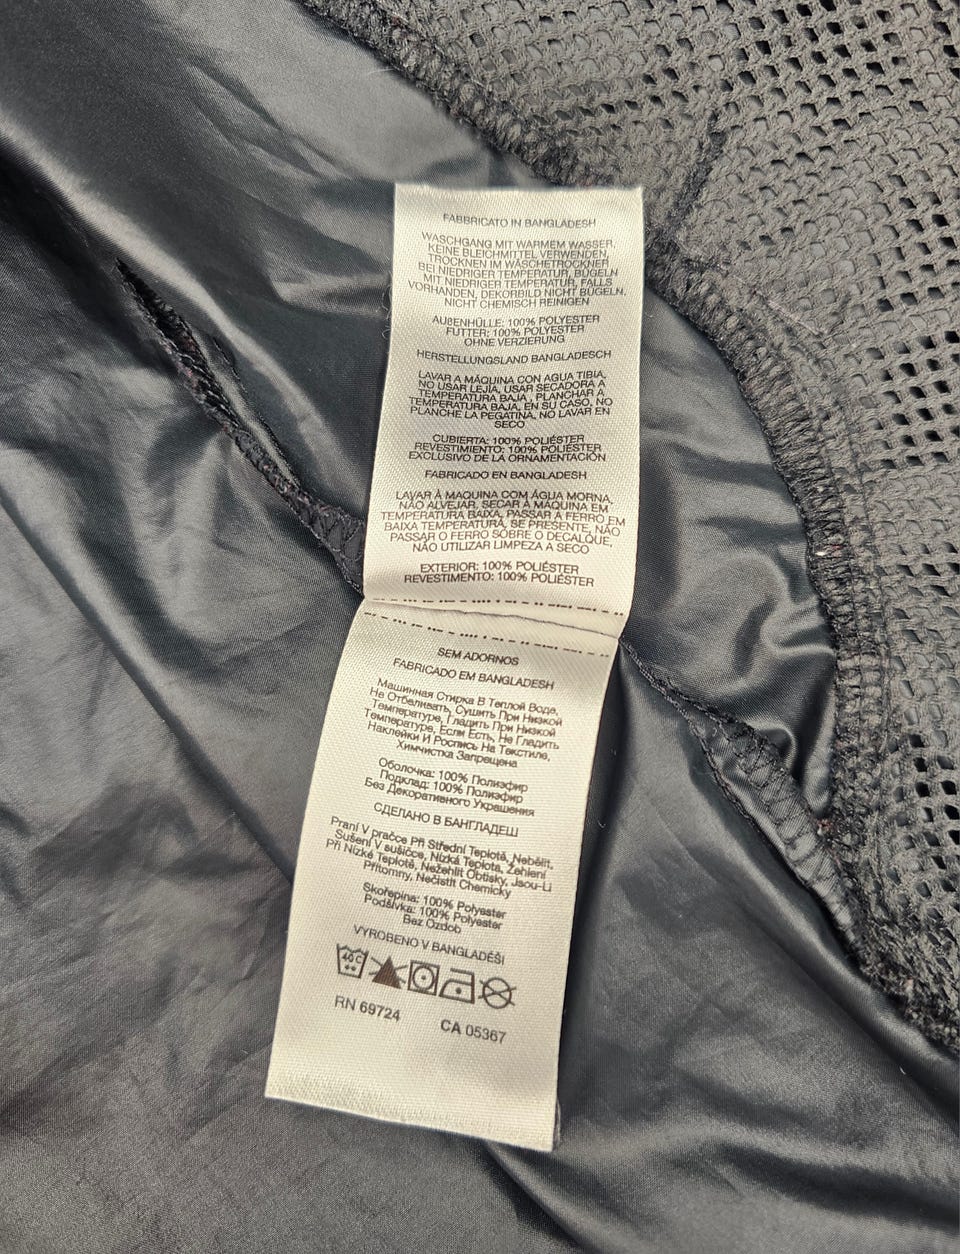 FABBRICATO IN BANGLADESH
WASCHGANG MIT WARMEM WASSER,
KEINE BLEICHMITTEL VERWENDEN,
TROCKNEN IM WÄSCHETROCKNER
BEI NIEDRIGER TEMPERATUR, BÜGELN
MIT NIEDRIGER TEMPERATUR, FALLS
VORHANDEN, DEKORBILD NICHT BÜGELN,
NICHT CHEMISCH REINIGEN
AUßENHÜLLE: 100% POLYESTER
FUTTER: 100% POLYESTER
OHNE VERZIERUNG
HERSTELLUNGSLAND BANGLADESCH
LAVAR A MÁQUINA CON AGUA TIBIA,
NO USAR LEJÍA, USAR SECADORA A
TEMPERATURA BAJA , PLANCHAR A
TEMPERATURA BAJA, EN SU CASO, NO
PLANCHE LA PEGATINA, NO LAVAR EN
SECO
CUBIERTA: 100% POLIÉSTER
REVESTIMIENTO: 100% POLIÉSTER
EXCLUSIVO DE LA ORNAMENTACIÓN
FABRICADO EN BANGLADESH
LAVAR À MAQUINA COM ÁGUA MORNA,
NÃO ALVEJAR, SECAR À MÁQUINA EM
TEMPERATURA BAIXA, PASSAR A FERRO EM
BAIXA TEMPERATURA, SE PRESENTE, NÃO
PASSAR O FERRO SOBRE O DECALQUE,
NÃO UTILIZAR LIMPEZA A SECO
EXTERIOR: 100% POLIÉSTER
REVESTIMENTO: 100% POLIÉSTER
SEM ADORNOS
FABRICADO EM BANGLADESH
Машинная Стирка В Теплой Воде,
Не Отбеливать, Сушить При Низкой
Температуре, Гладить При Низкой
Температуре, Если Есть, Не Гладить
Наклейки И Роспись На Текстиле,
Химчистка Запрещена
Оболочка: 100% Полиэфир
Подклад: 100% Полиэфир
Без Декоративного Украшения
СДЕЛАНО В БАНГЛАДЕШ
Praní V pračce Při Střední Teplotě, Nebělit,
Sušení V sušičce, Nízká Teplota, Žehlení
Při Nízké Teplotě, Nežehlit Obtisky, Jsou-Li
Přítomny, Nečistit Chemicky
Skořepina: 100% Polyester
Podšívka: 100% Polyester
Bez Ozdob
VYROBENO V BANGLADÉŠI
40C
RN 69724 CA 05367